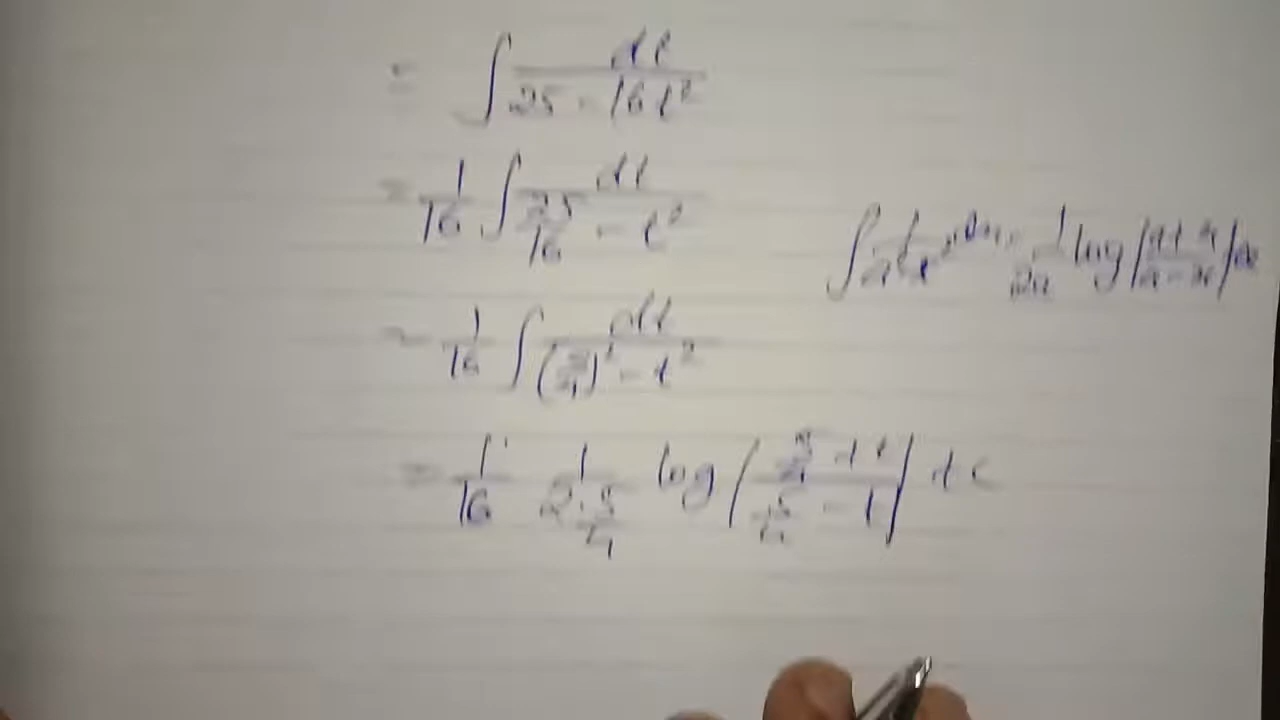 = ∫ dt / (25 - 16t²)
= 1/16 ∫ dt / (25/16 - t²)
∫ 1/(a² - x²) dx = 1/2a log |(a + x)/(a - x)| + c
= 1/16 ∫ dt / ((5/4)² - t²)
= 1/16 1/(2·5/4) log |(5/4 + t)/(5/4 - t)| + c